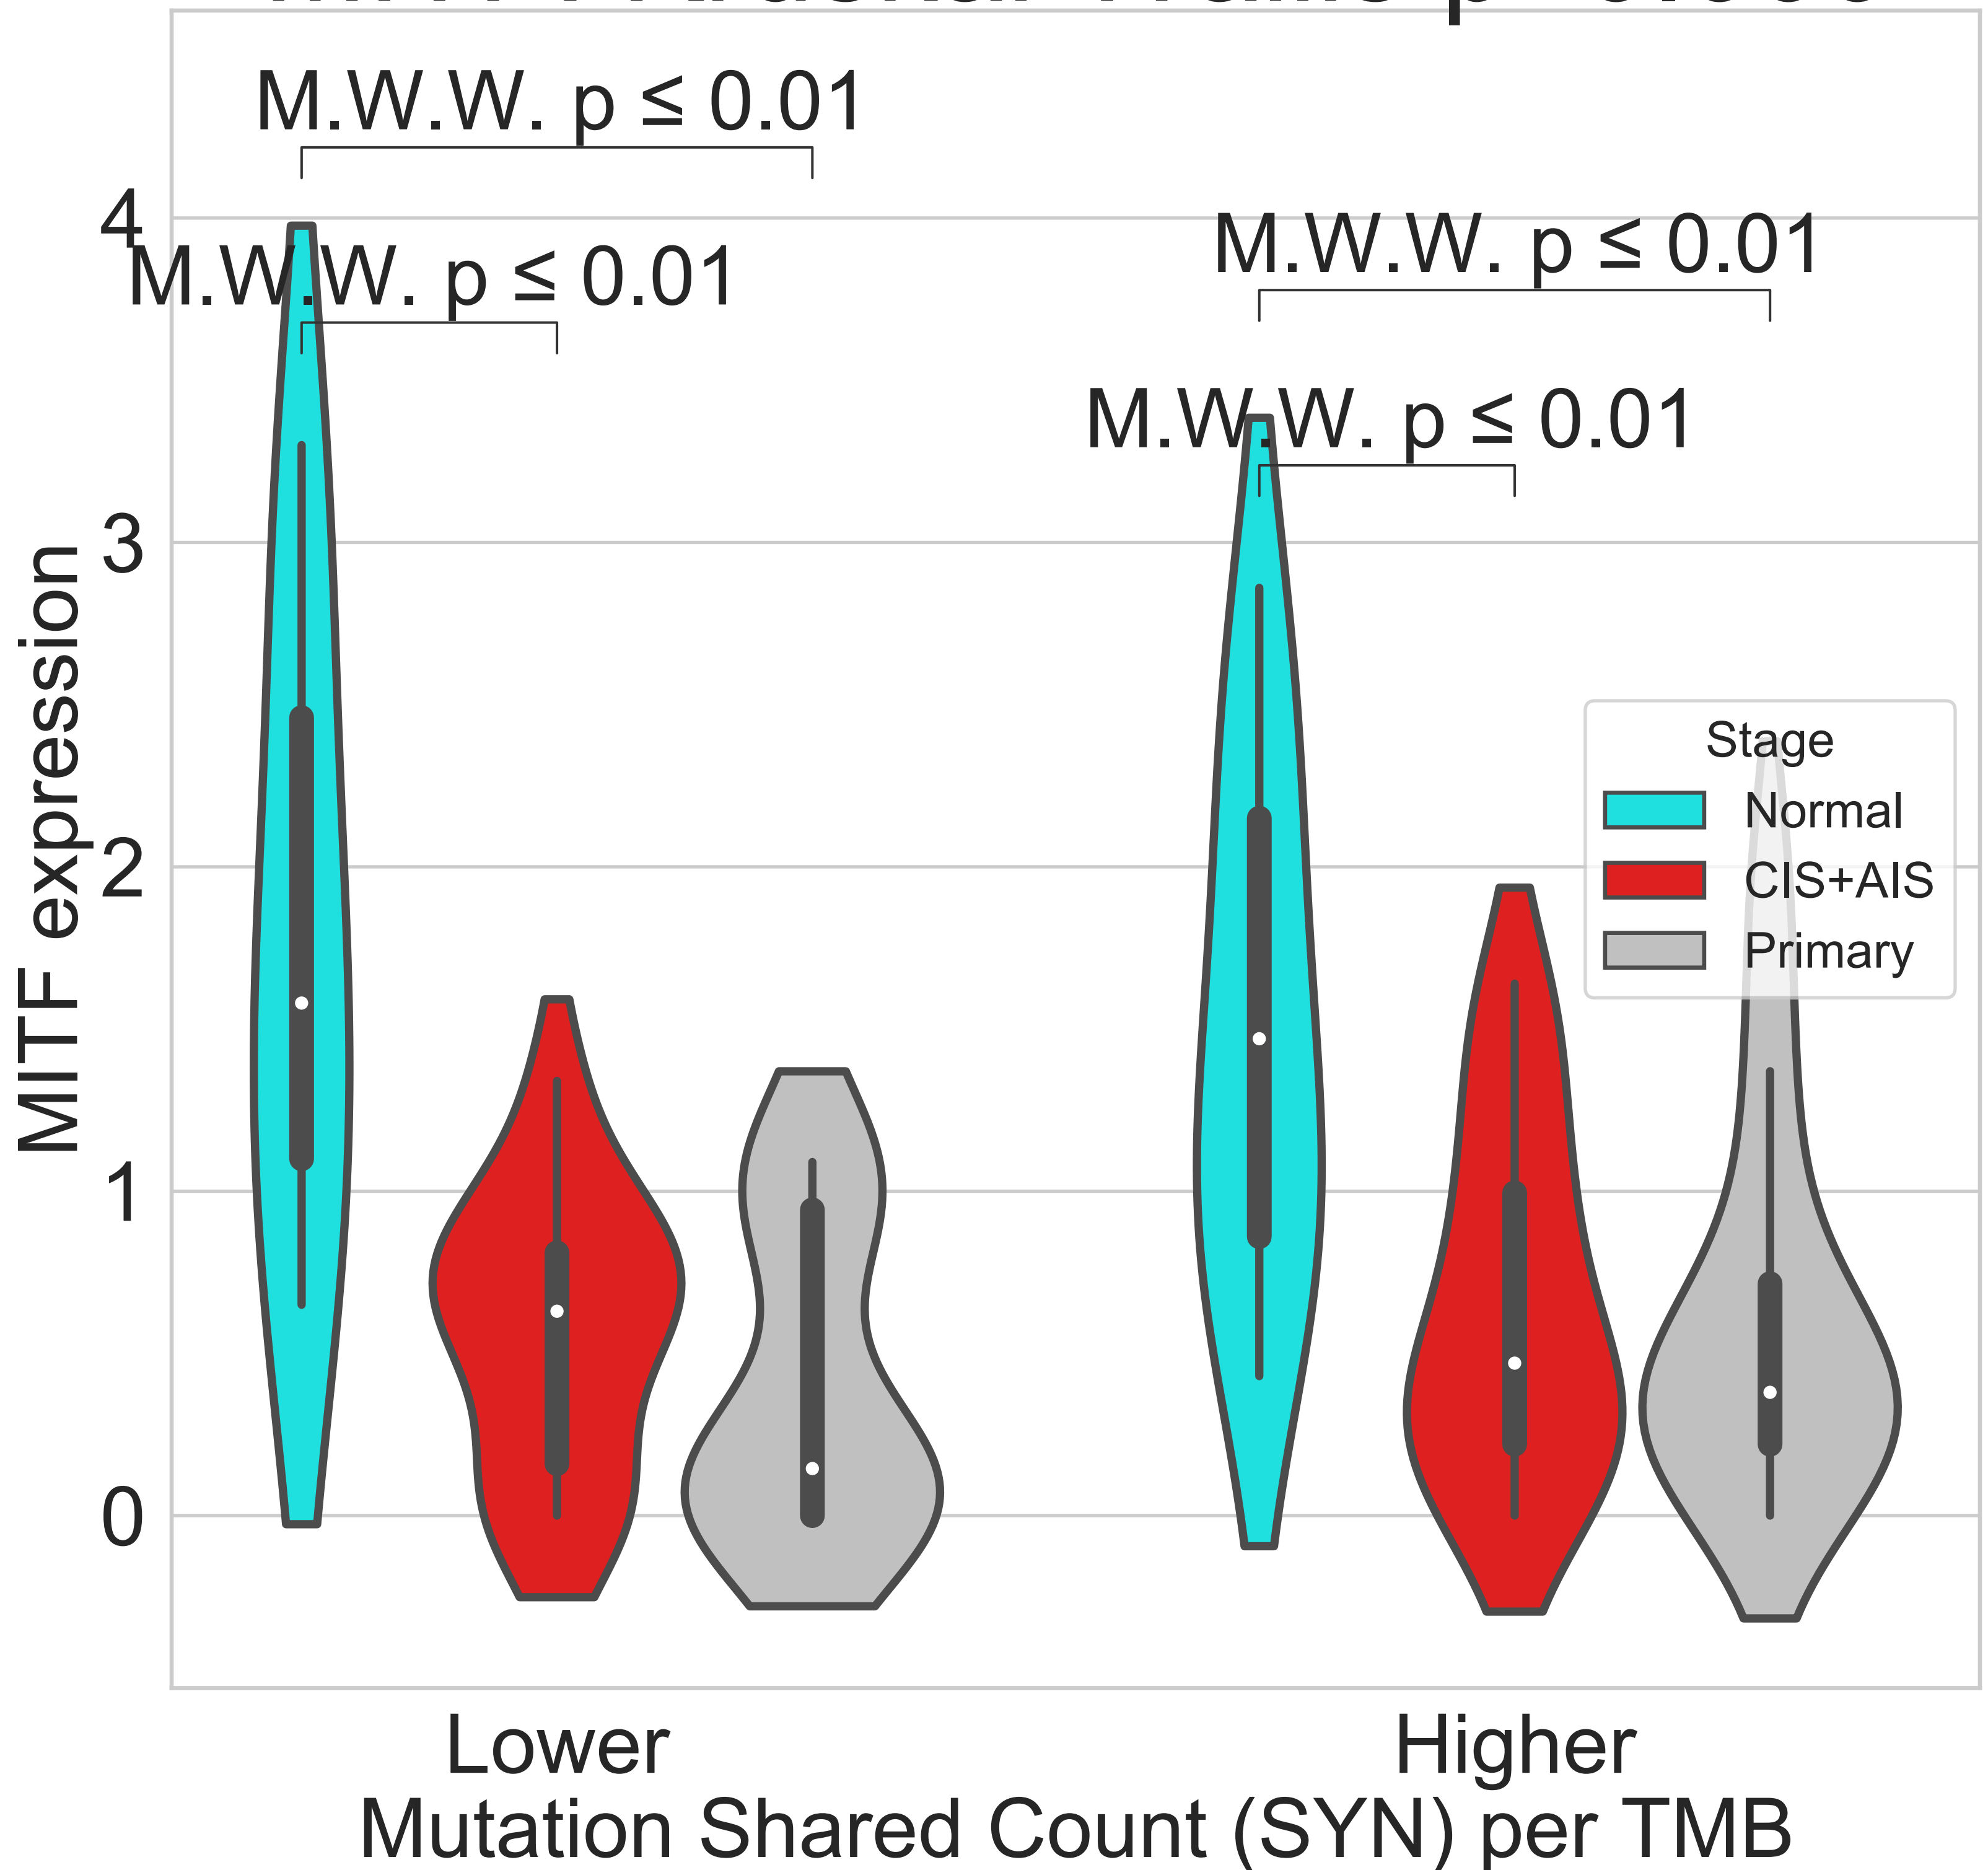 M.W.W. p ≤ 0.01
4
M.W.W. p ≤ 0.01
M.W.W. p ≤ 0.01
M.W.W. p ≤ 0.01
3
2
1
0
MITF expression
Stage
Normal
CIS+AIS
Primary
Lower
Higher
Mutation Shared Count (SYN) per TMB